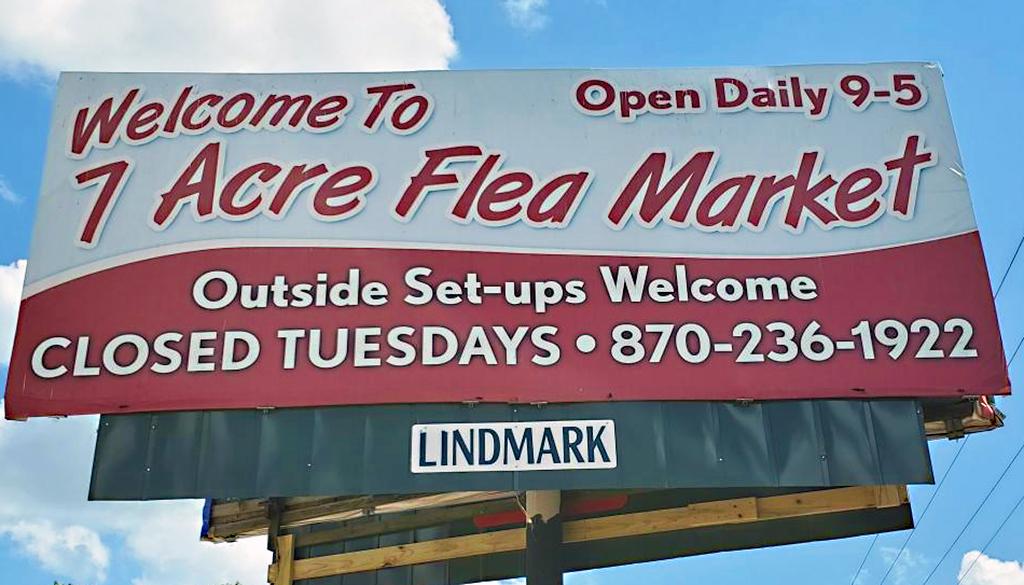 Welcome To
Open Daily 9-5
7 Acre Flea Market
Outside Set-ups Welcome
CLOSED TUESDAYS • 870-236-1922
LINDMARK